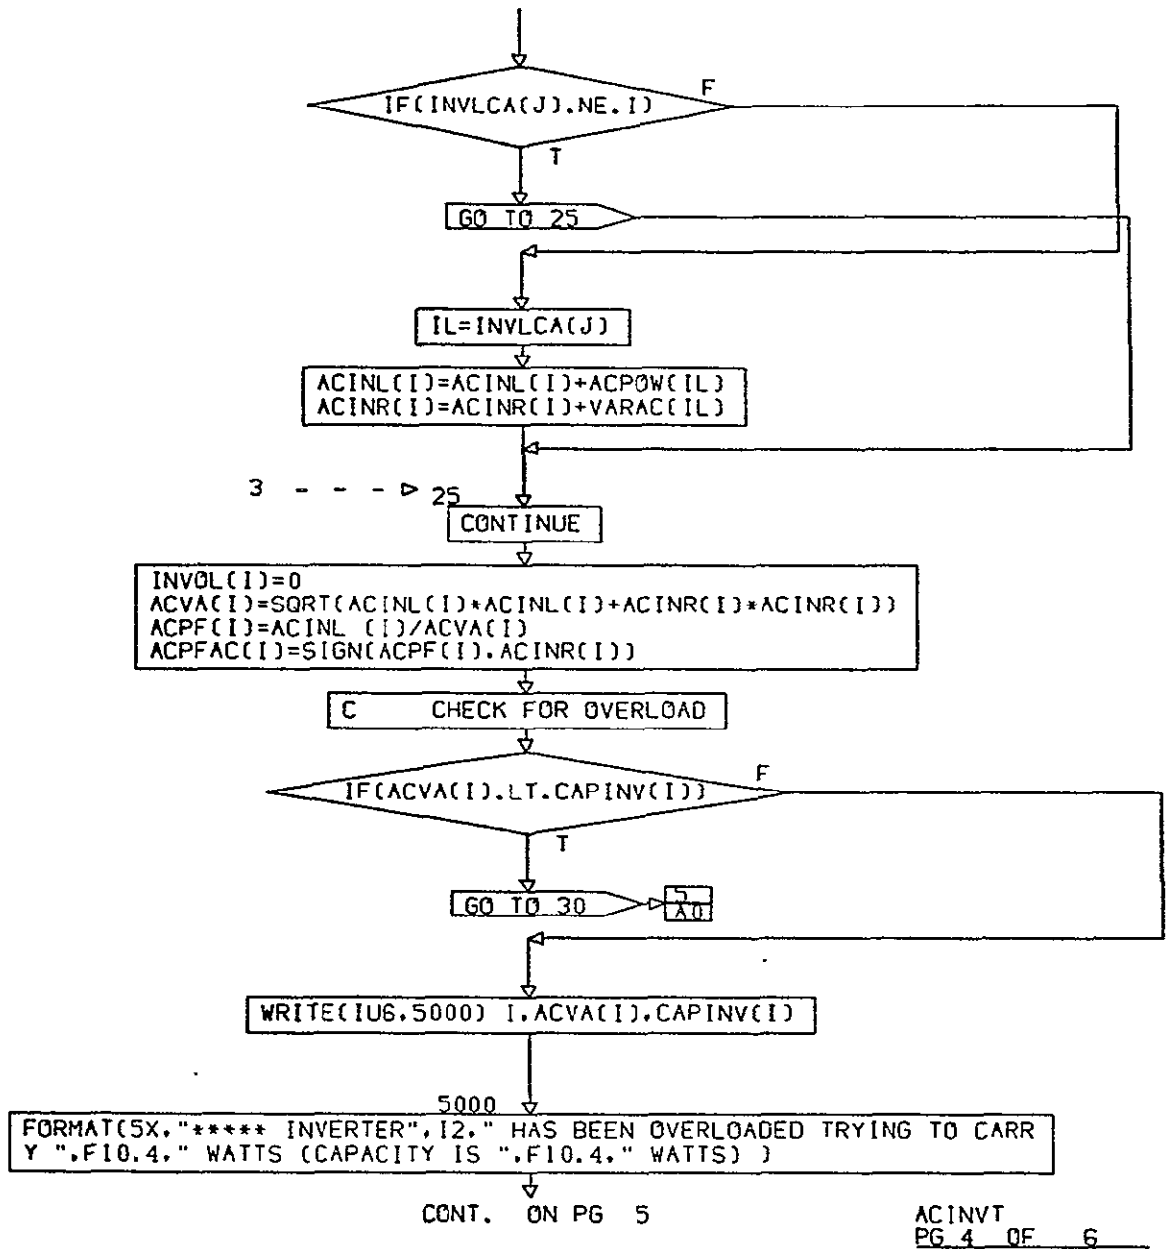 F
IF(INVLCA(J).NE.I)
T
GO TO 25
IL=INVLCA(J)
ACINL(I)=ACINL(I)+ACPOW(IL)
ACINR(I)=ACINR(I)+VARAC(IL)
3 - - - 25
CONTINUE
INVOL(I)=0
ACVA(I)=SQRT(ACINL(I)*ACINL(I)+ACINR(I)*ACINR(I))
ACPF(I)=ACINL (I)/ACVA(I)
ACPFAC(I)=SIGN(ACPF(I).ACINR(I))
C CHECK FOR OVERLOAD
F
IF(ACVA(I).LT.CAPINV(I))
T
GO TO 30
5
A0
WRITE(IU6,5000) I.ACVA(I).CAPINV(I)
5000
FORMAT(5X,"***** INVERTER",I2," HAS BEEN OVERLOADED TRYING TO CARR
Y ",F10.4," WATTS (CAPACITY IS ",F10.4," WATTS) )
CONT. ON PG 5
ACINVT
PG 4 OF 6